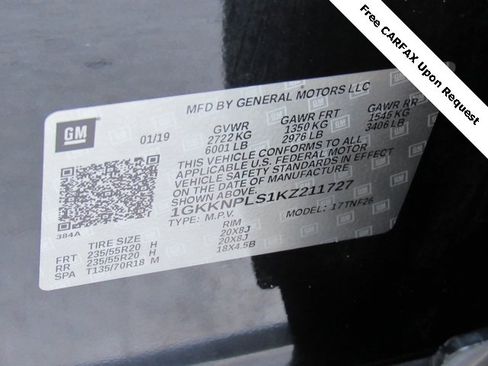 Free CARFAX Upon Request
MFD BY GENERAL MOTORS LLC
GM
01/19
GVWR GAWR FRT GAWR RR
2722 KG 1350 KG 1545 KG
6001 LB 2976 LB 3406 LB
THIS VEHICLE CONFORMS TO ALL
APPLICABLE U.S. FEDERAL MOTOR
VEHICLE SAFETY STANDARDS IN EFFECT
ON THE DATE OF MANUFACTURE SHOWN ABOVE.
1GKKNPLS1KZ211727
384A
TYPE: M.P.V. MODEL: 17TNF26
TIRE SIZE RIM
FRT 235/55R20 H 20X8J
RR 235/55R20 H 20X8J
SPA T135/70R18 M 18X4.5B